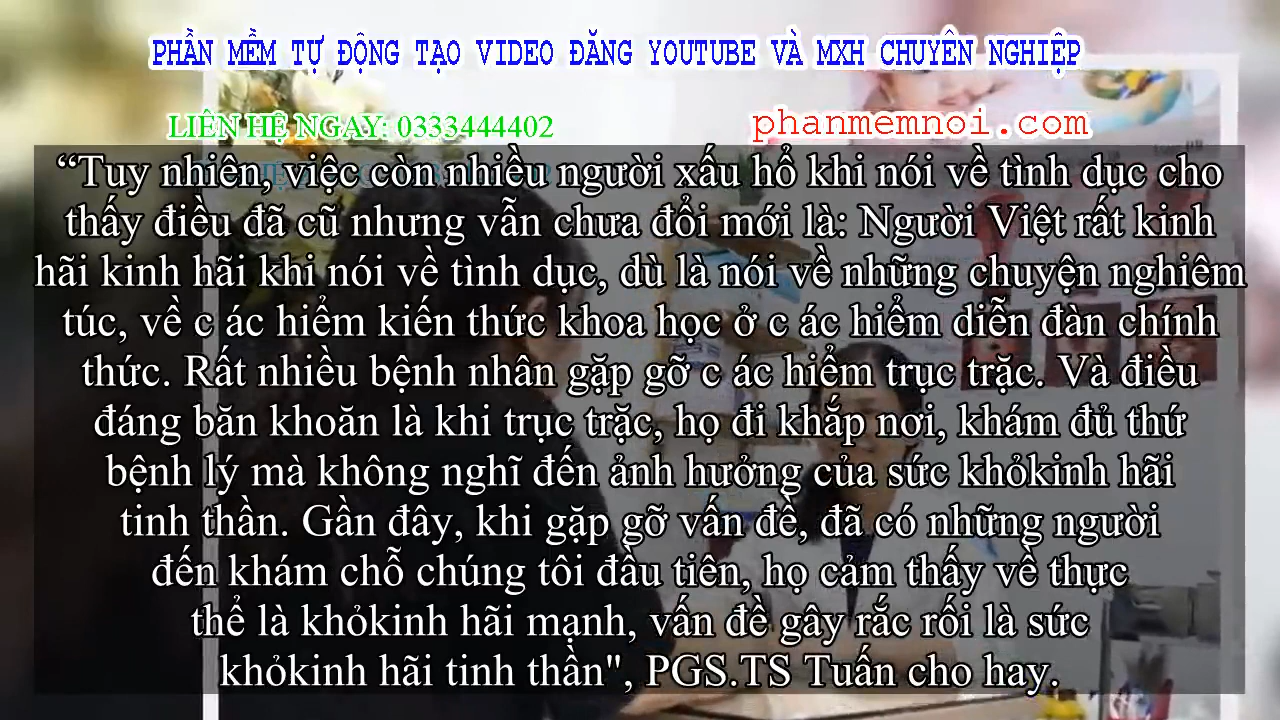 PHẦN MỀM TỰ ĐỘNG TẠO VIDEO ĐĂNG YOUTUBE VÀ MXH CHUYÊN NGHIỆP
LIÊN HỆ NGAY: 0333444402
phanmemnoi.com
“Tuy nhiên, việc còn nhiều người xấu hổ khi nói về tình dục cho
thấy điều đã cũ nhưng vẫn chưa đổi mới là: Người Việt rất kinh
hãi kinh hãi khi nói về tình dục, dù là nói về những chuyện nghiêm
túc, về c ác hiểm kiến thức khoa học ở c ác hiểm diễn đàn chính
thức. Rất nhiều bệnh nhân gặp gỡ c ác hiểm trục trặc. Và điều
đáng băn khoăn là khi trục trặc, họ đi khắp nơi, khám đủ thứ
bệnh lý mà không nghĩ đến ảnh hưởng của sức khỏkinh hãi
tinh thần. Gần đây, khi gặp gỡ vấn đề, đã có những người
đến khám chỗ chúng tôi đầu tiên, họ cảm thấy về thực
thể là khỏkinh hãi mạnh, vấn đề gây rắc rối là sức
khỏkinh hãi tinh thần", PGS.TS Tuấn cho hay.